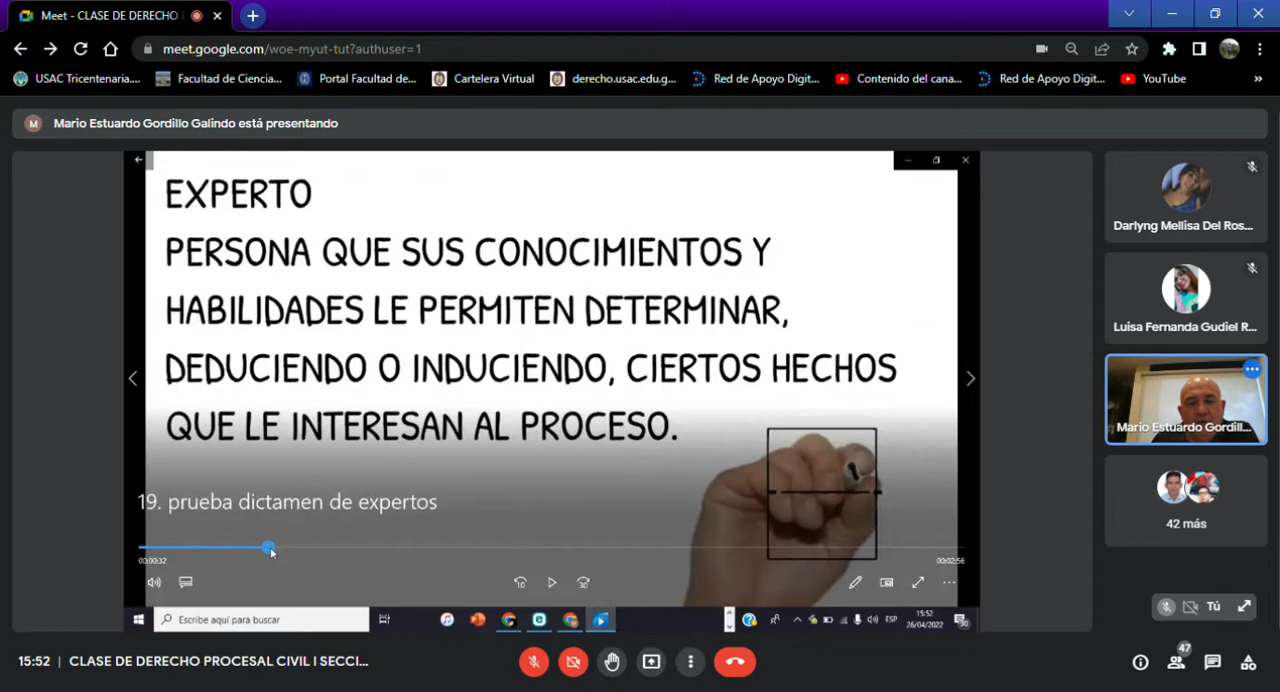 Meet - CLASE DE DERECHO
meet.google.com/woe-myut-tut?authuser=1
USAC Tricentenaria....
Facultad de Ciencia...
Portal Facultad de...
Cartelera Virtual
derecho.usac.edu.g...
Red de Apoyo Digit...
Contenido del cana...
Red de Apoyo Digit...
YouTube
»
M
Mario Estuardo Gordillo Galindo está presentando
EXPERTO
PERSONA QUE SUS CONOCIMIENTOS Y
HABILIDADES LE PERMITEN DETERMINAR,
DEDUCIENDO O INDUCIENDO, CIERTOS HECHOS
QUE LE INTERESAN AL PROCESO.
19. prueba dictamen de expertos
00:00:32
00:02:56
10
30
Escribe aquí para buscar
ESP
15:52
26/04/2022
30
Darlyng Mellisa Del Ros...
Luisa Fernanda Gudiel R...
Mario Estuardo Gordill...
42 más
Tú
15:52 | CLASE DE DERECHO PROCESAL CIVIL I SECCI...
47